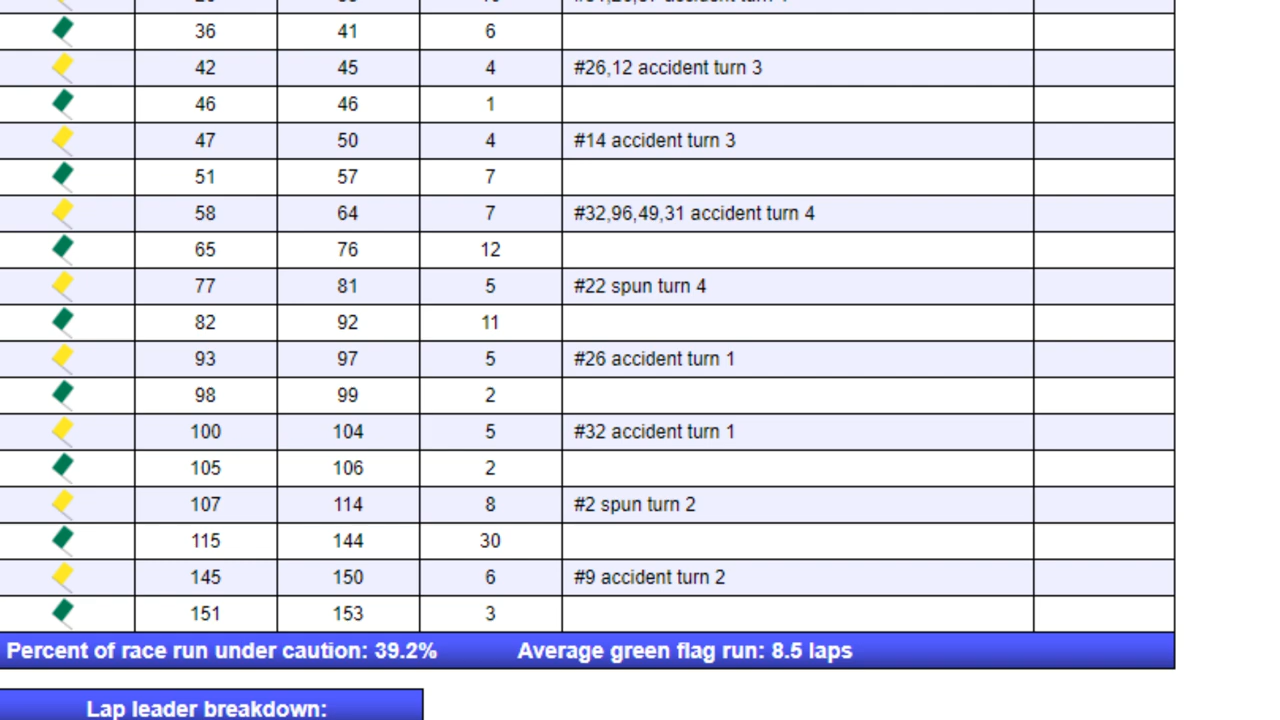 36 41 6
42 45 4 #26,12 accident turn 3
46 46 1
47 50 4 #14 accident turn 3
51 57 7
58 64 7 #32,96,49,31 accident turn 4
65 76 12
77 81 5 #22 spun turn 4
82 92 11
93 97 5 #26 accident turn 1
98 99 2
100 104 5 #32 accident turn 1
105 106 2
107 114 8 #2 spun turn 2
115 144 30
145 150 6 #9 accident turn 2
151 153 3
Percent of race run under caution: 39.2% Average green flag run: 8.5 laps
Lap leader breakdown: